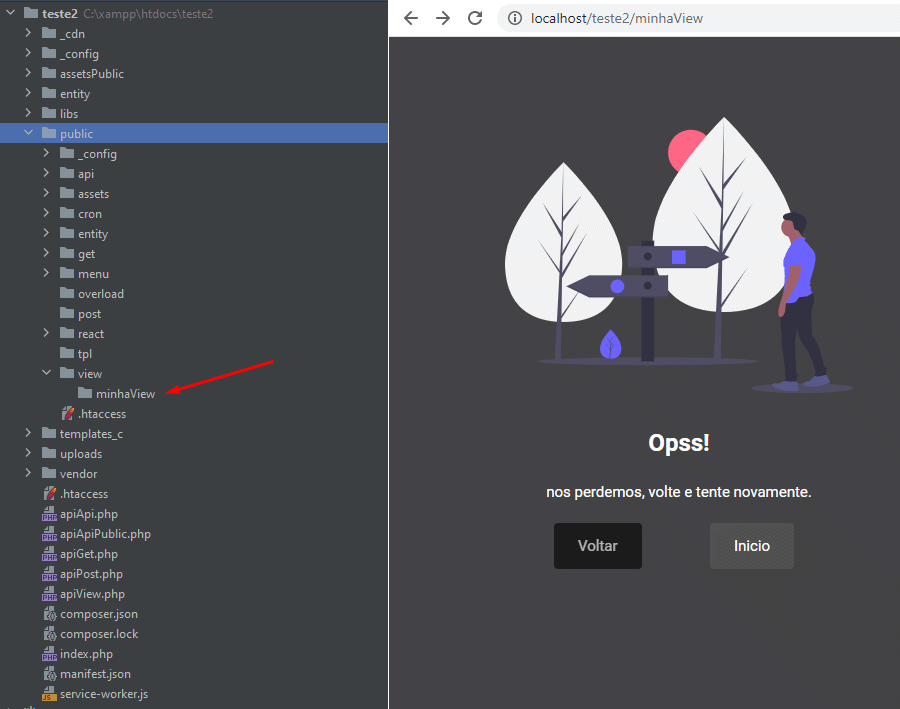 teste2 C:\xampp\htdocs\teste2
_cdn
_config
assetsPublic
entity
libs
public
_config
api
assets
cron
entity
get
menu
overload
post
react
tpl
view
minhaView
.htaccess
templates_c
uploads
vendor
.htaccess
apiApi.php
apiApiPublic.php
apiGet.php
apiPost.php
apiView.php
composer.json
composer.lock
index.php
manifest.json
service-worker.js
localhost/teste2/minhaView
Opss!
nos perdemos, volte e tente novamente.
Voltar
Inicio